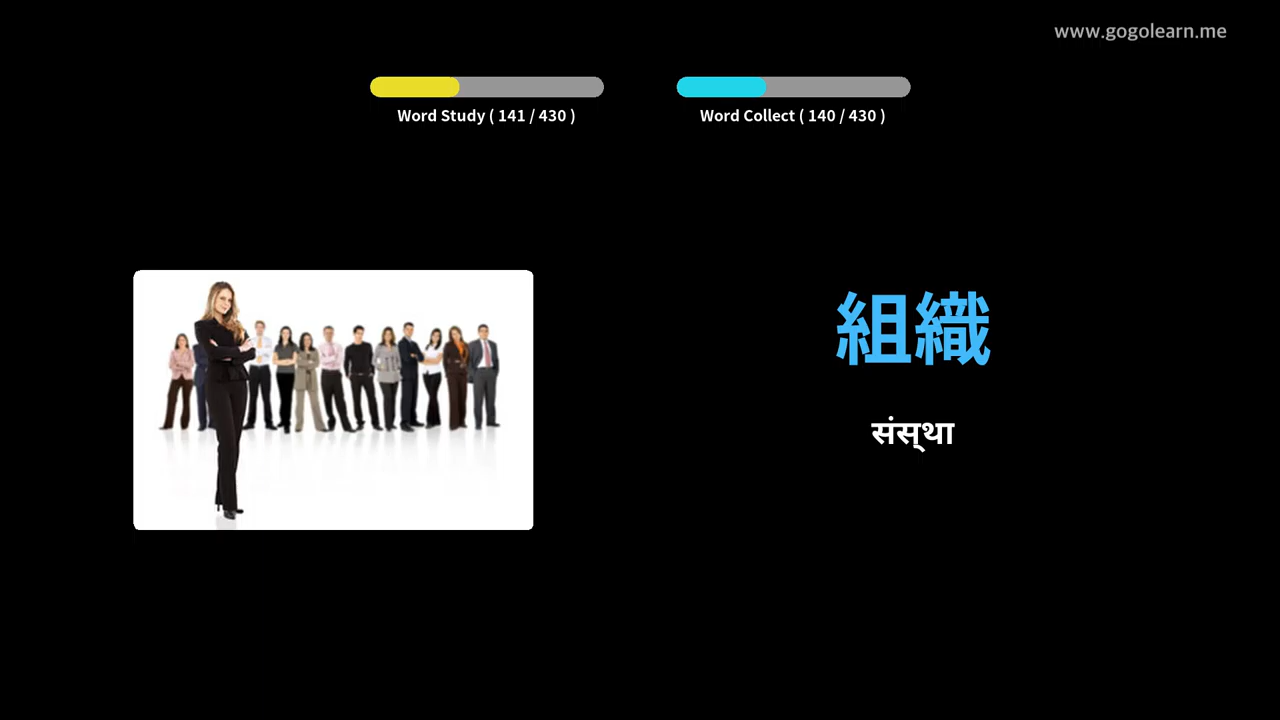 www.gogolearn.me
Word Study ( 141 / 430 )
Word Collect ( 140 / 430 )
組織
संस्था